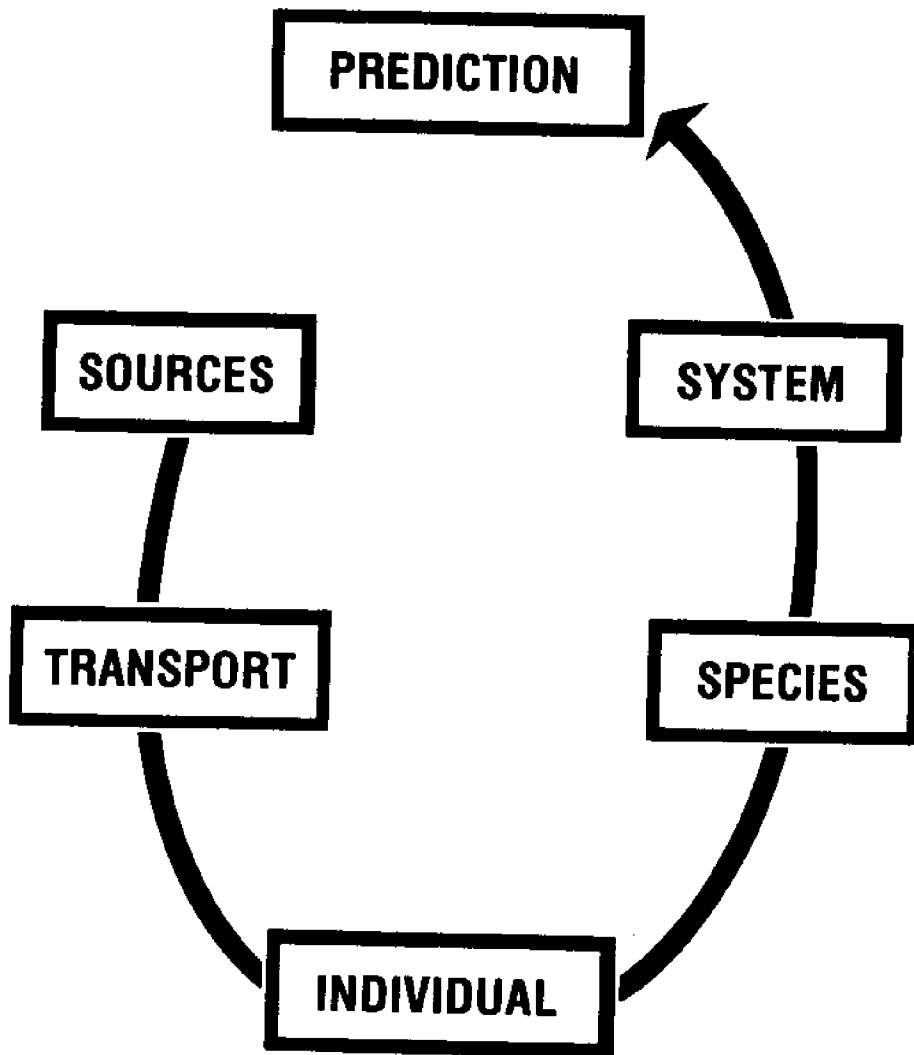 PREDICTION
SOURCES
SYSTEM
TRANSPORT
SPECIES
INDIVIDUAL